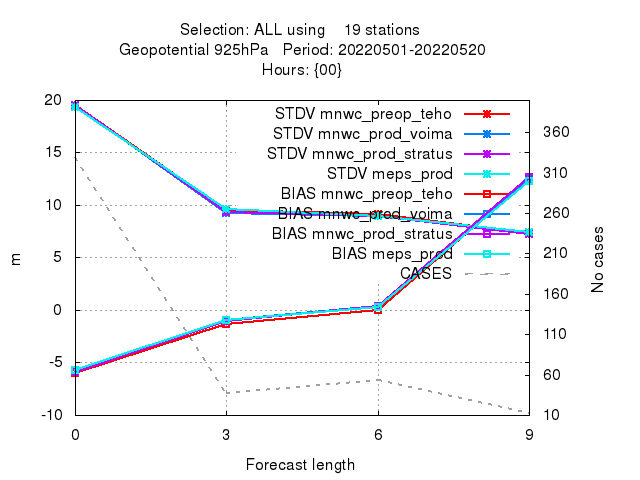 Selection: ALL using 19 stations
Geopotential 925hPa Period: 20220501-20220520
Hours: {00}
20
15
10
5
0
-5
-10
m
STDV mnwc_preop_teho
STDV mnwc_prod_voima
STDV mnwc_prod_stratus
STDV meps_prod
BIAS mnwc_preop_teho
BIAS mnwc_prod_voima
BIAS mnwc_prod_stratus
BIAS meps_prod
CASES
360
310
260
210
160
110
60
10
No cases
0 3 6 9
Forecast length